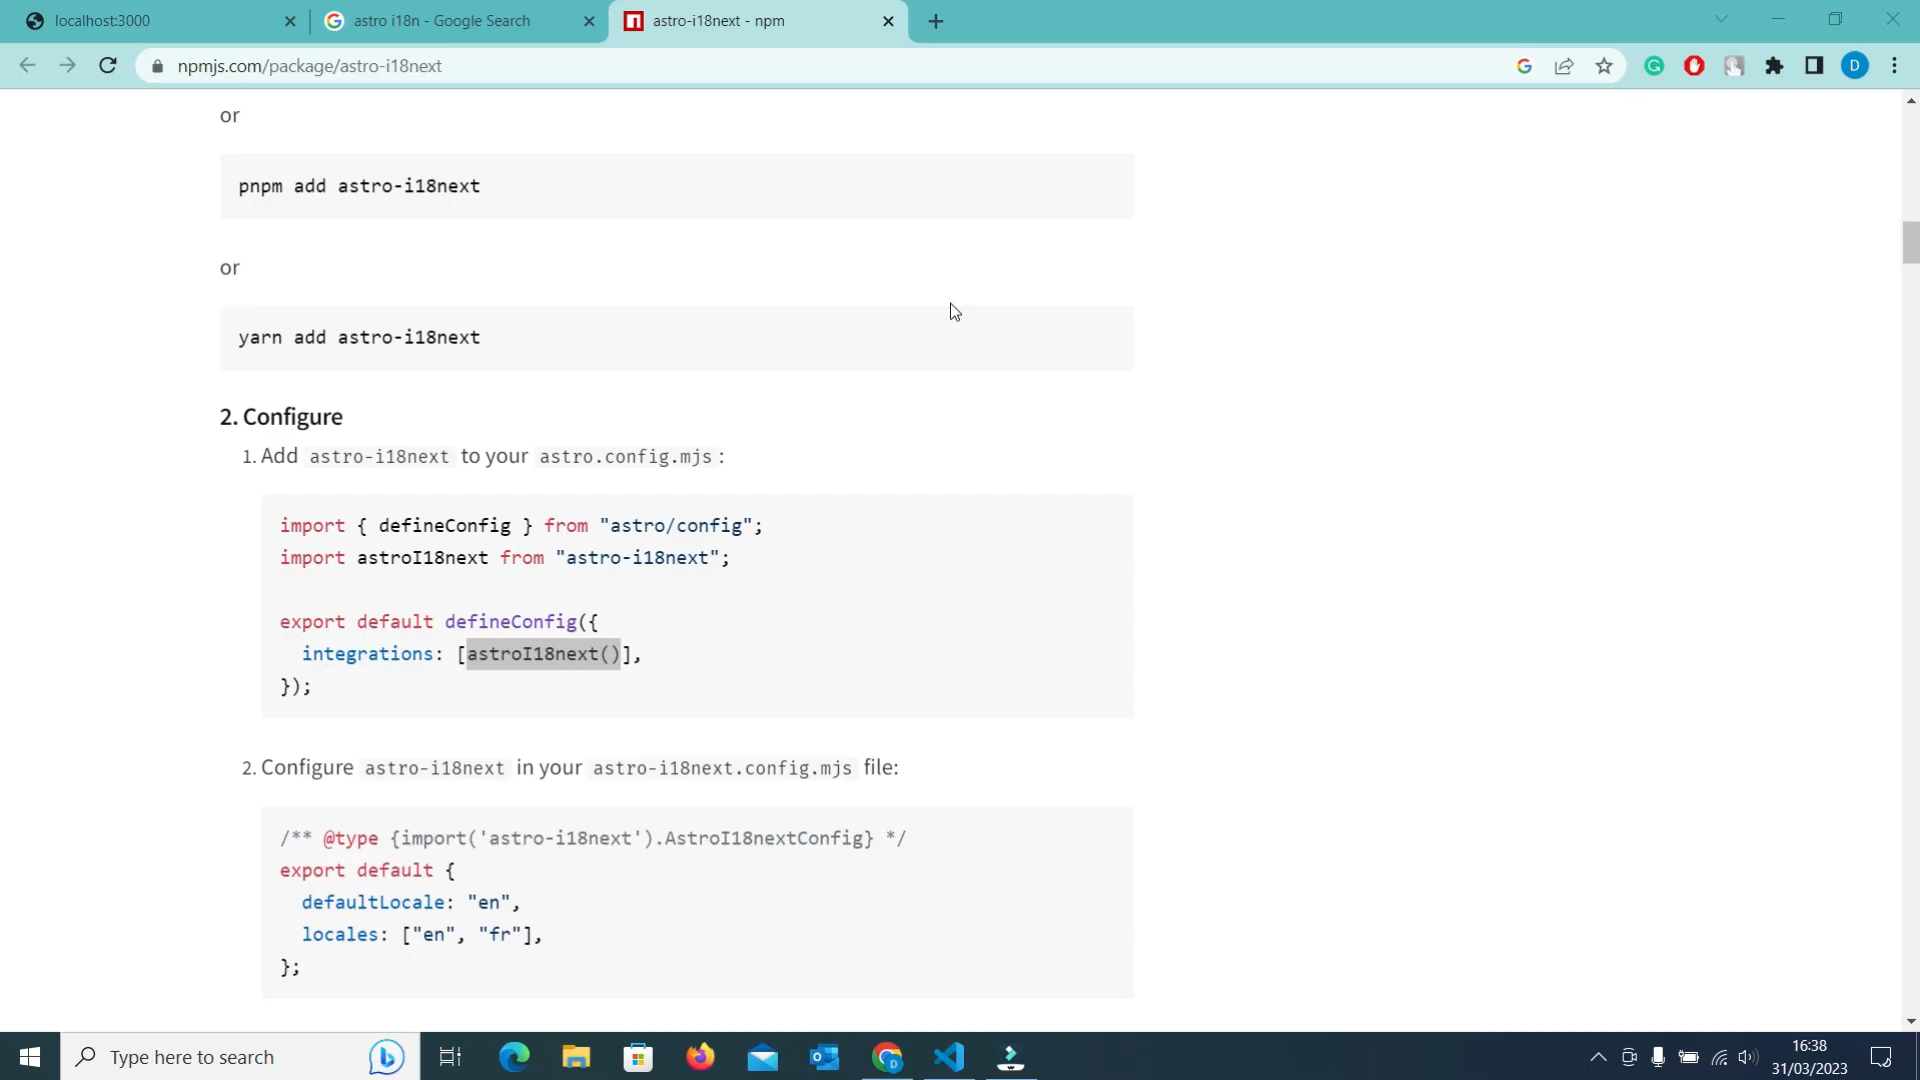 localhost:3000
astro i18n - Google Search
astro-i18next - npm
npmjs.com/package/astro-i18next
D
or
pnpm add astro-i18next
or
yarn add astro-i18next
2. Configure
1. Add astro-i18next to your astro.config.mjs :
import { defineConfig } from "astro/config";
import astroI18next from "astro-i18next";
export default defineConfig({
integrations: [astroI18next()],
});
2. Configure astro-i18next in your astro-i18next.config.mjs file:
/** @type {import('astro-i18next').AstroI18nextConfig} */
export default {
defaultLocale: "en",
locales: ["en", "fr"],
};
Type here to search
16:38
31/03/2023